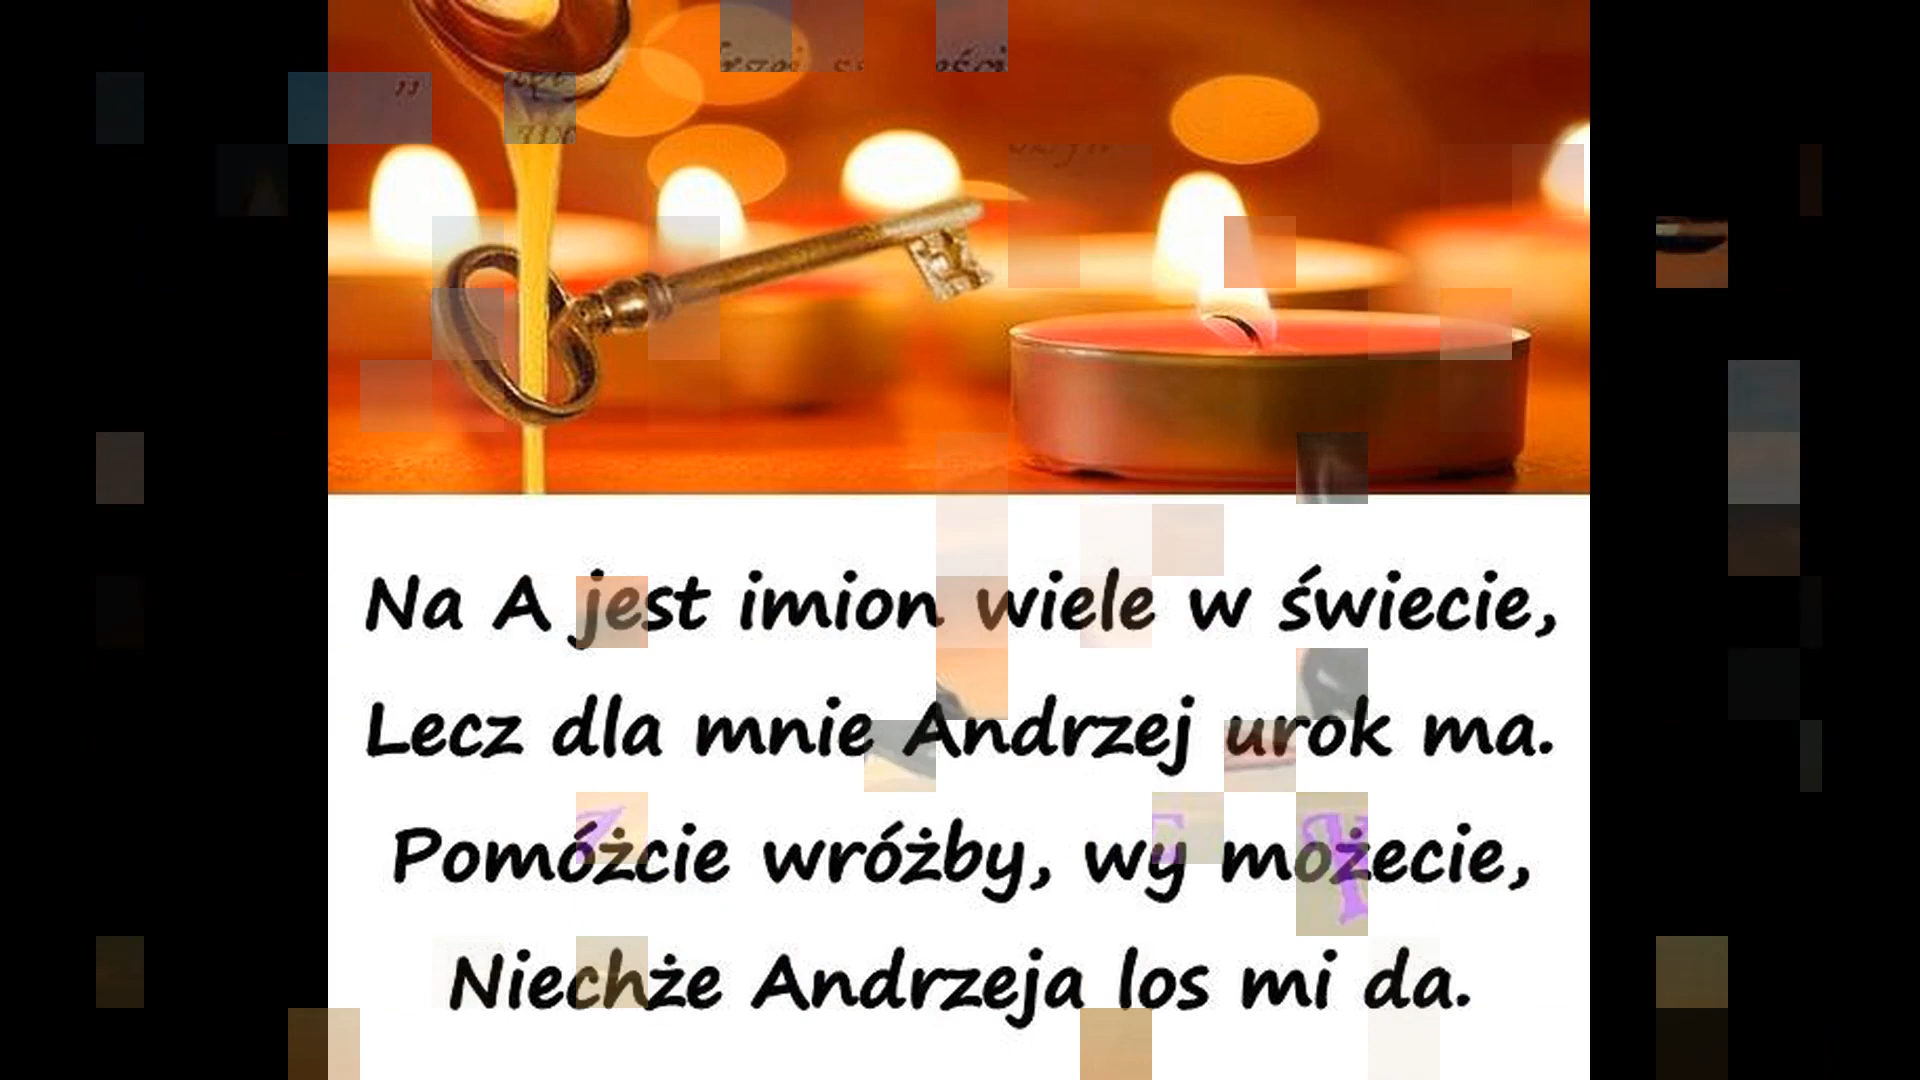 Na A jest imion wiele w świecie,
Lecz dla mnie Andrzej urok ma.
Pomóżcie wróżby, wy możecie,
Niechże Andrzeja los mi da.